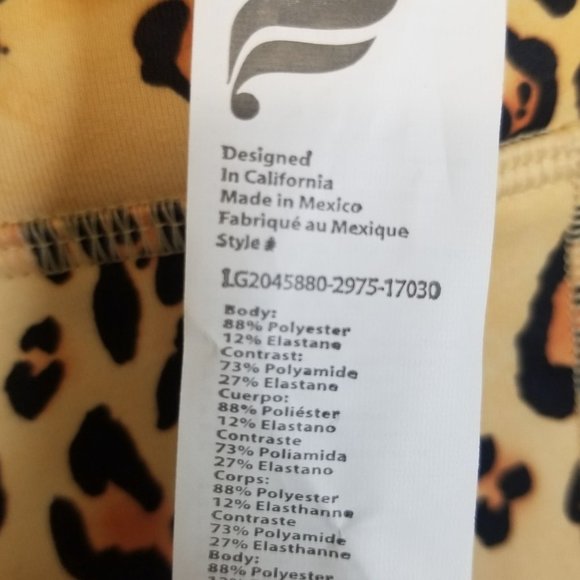 Designed
In California
Made in Mexico
Fabriqué au Mexique
Style #
LG2045880-2975-17030
Body:
88% Polyester
12% Elastane
Contrast:
73% Polyamide
27% Elastane
Cuerpo:
88% Poliéster
12% Elastano
Contraste
73% Poliamida
27% Elastano
Corps:
88% Polyester
12% Elasthanne
Contraste
73% Polyamide
27% Elasthanne
Body:
88% Polyester